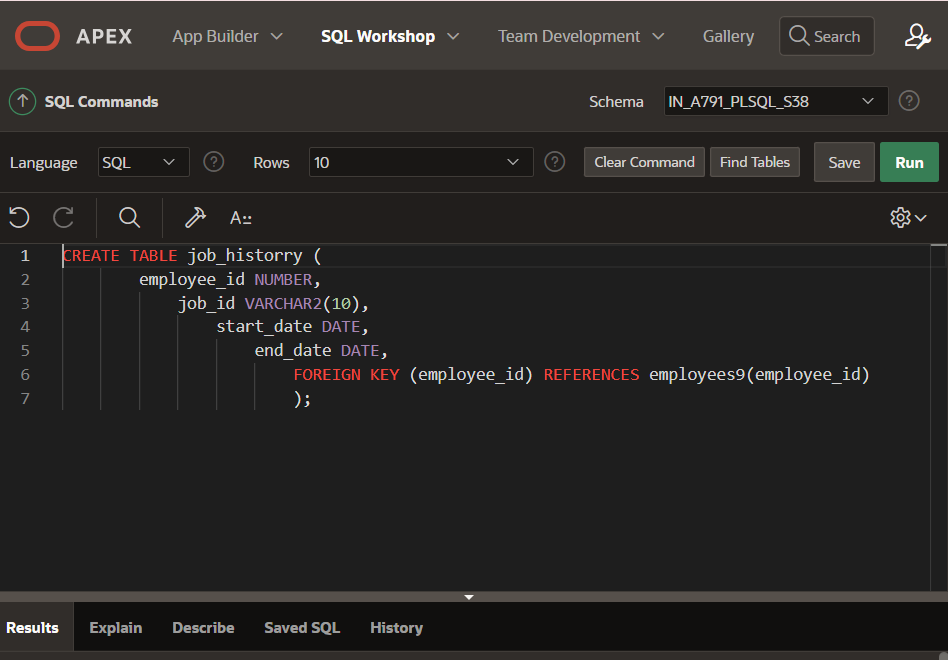 APEX App Builder SQL Workshop Team Development Gallery Search
SQL Commands Schema IN_A791_PLSQL_S38 ?
Language SQL ? Rows 10 ? Clear Command Find Tables Save Run
A::
1 CREATE TABLE job_historry (
2 employee_id NUMBER,
3 job_id VARCHAR2(10),
4 start_date DATE,
5 end_date DATE,
6 FOREIGN KEY (employee_id) REFERENCES employees9(employee_id)
7 );
Results Explain Describe Saved SQL History